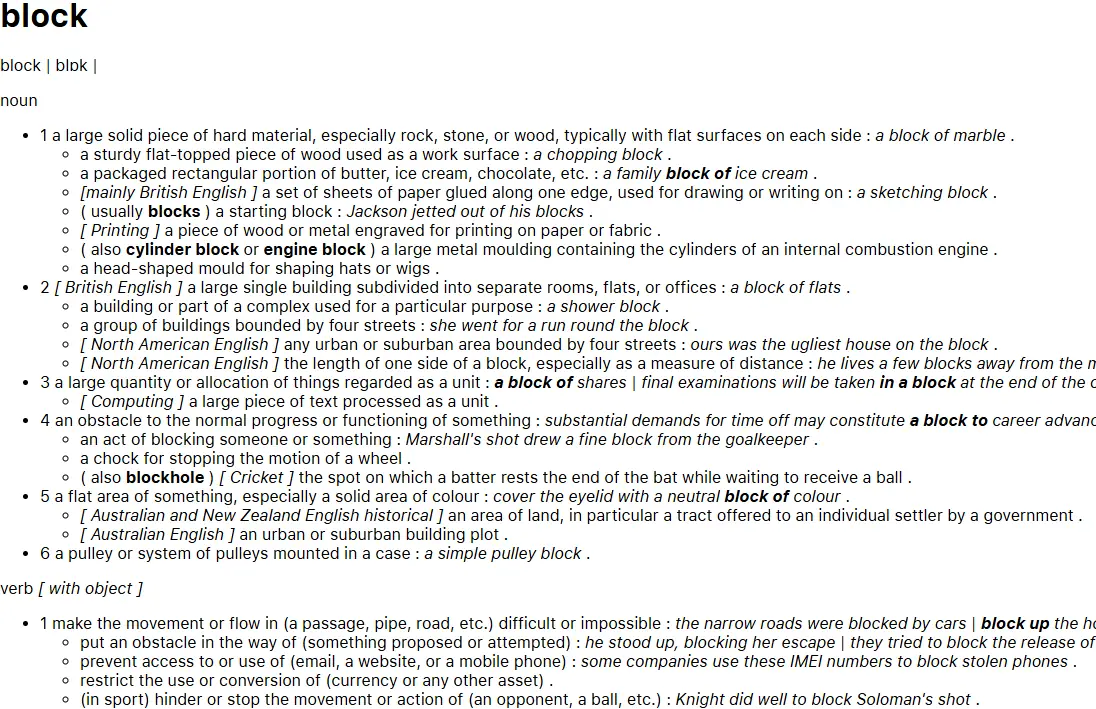 block
block | blɒk |
noun
• 1 a large solid piece of hard material, especially rock, stone, or wood, typically with flat surfaces on each side : a block of marble .
◦ a sturdy flat-topped piece of wood used as a work surface : a chopping block .
◦ a packaged rectangular portion of butter, ice cream, chocolate, etc. : a family block of ice cream .
◦ [mainly British English ] a set of sheets of paper glued along one edge, used for drawing or writing on : a sketching block .
◦ ( usually blocks ) a starting block : Jackson jetted out of his blocks .
◦ [ Printing ] a piece of wood or metal engraved for printing on paper or fabric .
◦ ( also cylinder block or engine block ) a large metal moulding containing the cylinders of an internal combustion engine .
◦ a head-shaped mould for shaping hats or wigs .
• 2 [ British English ] a large single building subdivided into separate rooms, flats, or offices : a block of flats .
◦ a building or part of a complex used for a particular purpose : a shower block .
◦ a group of buildings bounded by four streets : she went for a run round the block .
◦ [ North American English ] any urban or suburban area bounded by four streets : ours was the ugliest house on the block .
◦ [ North American English ] the length of one side of a block, especially as a measure of distance : he lives a few blocks away from the
• 3 a large quantity or allocation of things regarded as a unit : a block of shares | final examinations will be taken in a block at the end of the
◦ [ Computing ] a large piece of text processed as a unit .
• 4 an obstacle to the normal progress or functioning of something : substantial demands for time off may constitute a block to career
◦ an act of blocking someone or something : Marshall's shot drew a fine block from the goalkeeper .
◦ a chock for stopping the motion of a wheel .
◦ ( also blockhole ) [ Cricket ] the spot on which a batter rests the end of the bat while waiting to receive a ball .
• 5 a flat area of something, especially a solid area of colour : cover the eyelid with a neutral block of colour .
◦ [ Australian and New Zealand English historical ] an area of land, in particular a tract offered to an individual settler by a government .
◦ [ Australian English ] an urban or suburban building plot .
• 6 a pulley or system of pulleys mounted in a case : a simple pulley block .
verb [ with object ]
• 1 make the movement or flow in (a passage, pipe, road, etc.) difficult or impossible : the narrow roads were blocked by cars | block up the
◦ put an obstacle in the way of (something proposed or attempted) : he stood up, blocking her escape | they tried to block the release of
◦ prevent access to or use of (email, a website, or a mobile phone) : some companies use these IMEI numbers to block stolen phones .
◦ restrict the use or conversion of (currency or any other asset) .
◦ (in sport) hinder or stop the movement or action of (an opponent, a ball, etc.) : Knight did well to block Soloman's shot .